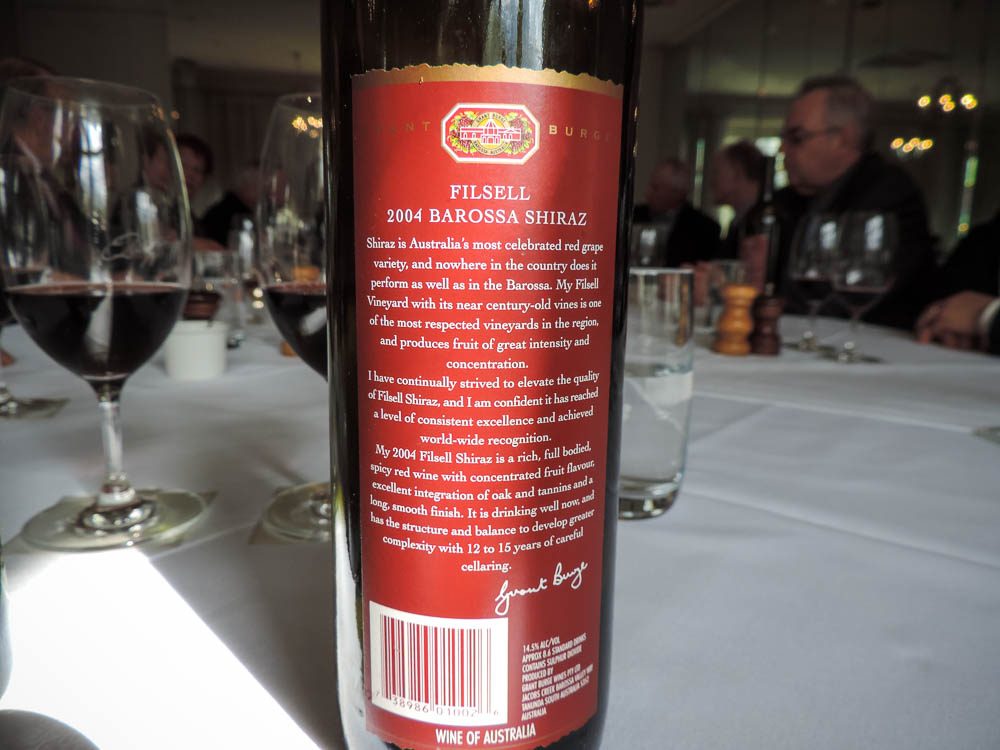 GRANT BURGE
FILSELL
2004 BAROSSA SHIRAZ
Shiraz is Australia's most celebrated red grape
variety, and nowhere in the country does it
perform as well as in the Barossa. My Filsell
Vineyard with its near century-old vines is one
of the most respected vineyards in the region,
and produces fruit of great intensity and
concentration.
I have continually strived to elevate the quality
of Filsell Shiraz, and I am confident it has reached
a level of consistent excellence and achieved
world-wide recognition.
My 2004 Filsell Shiraz is a rich, full bodied,
spicy red wine with concentrated fruit flavour,
excellent integration of oak and tannins and a
long, smooth finish. It is drinking well now, and
has the structure and balance to develop greater
complexity with 12 to 15 years of careful
cellaring.
Grant Burge
14.5% ALC/VOL
APPROX 8.6 STANDARD DRINKS
CONTAINS SULPHUR DIOXIDE
PRODUCED BY
GRANT BURGE WINES PTY LTD
JACOBS CREEK BAROSSA VALLEY WAY
TANUNDA SOUTH AUSTRALIA 5352
AUSTRALIA
7 38986 01002 6
WINE OF AUSTRALIA